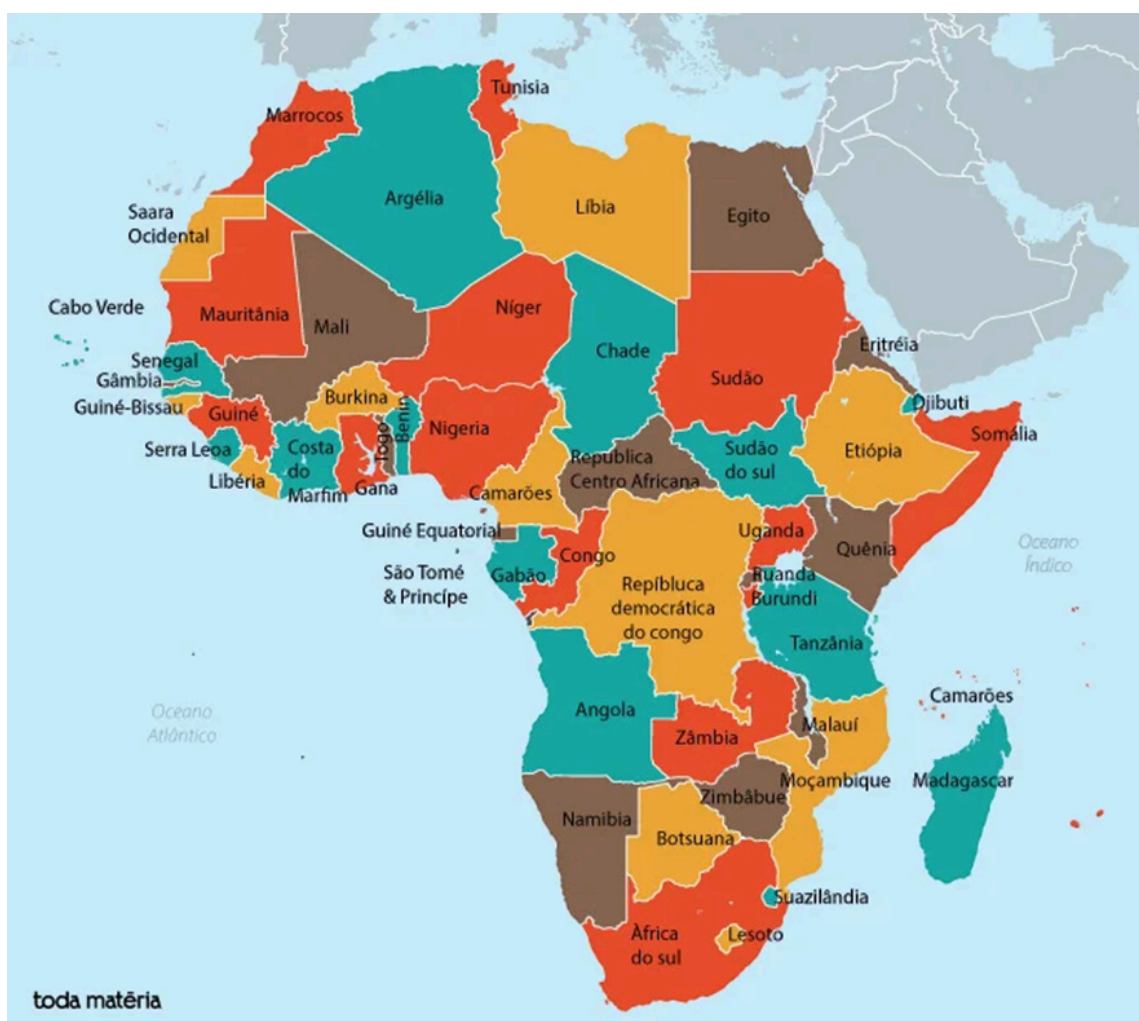 Tunisia
Marrocos
Argélia
Líbia
Egito
Saara
Ocidental
Cabo Verde
Mauritânia
Mali
Níger
Chade
Sudão
Eritréia
Senegal
Gâmbia
Guiné-Bissau
Guiné
Burkina
Benin
Togo
Nigeria
Djibuti
Somália
Serra Leoa
Costa
do
Marfim
Libéria
Gana
Camarões
República
Centro Africana
Sudão
do sul
Etiópia
Guiné Equatorial
Gabão
Congo
Uganda
Quênia
São Tomé
& Princípe
Repíbluca
democrática
do congo
Ruanda
Burundi
Tanzânia
Oceano
Índico
Oceano
Atlântico
Angola
Zâmbia
Malauí
Camarões
Moçambique
Madagascar
Namibia
Zimbâbue
Botsuana
Suazilândia
Àfrica
do sul
Lesoto
toda matéria